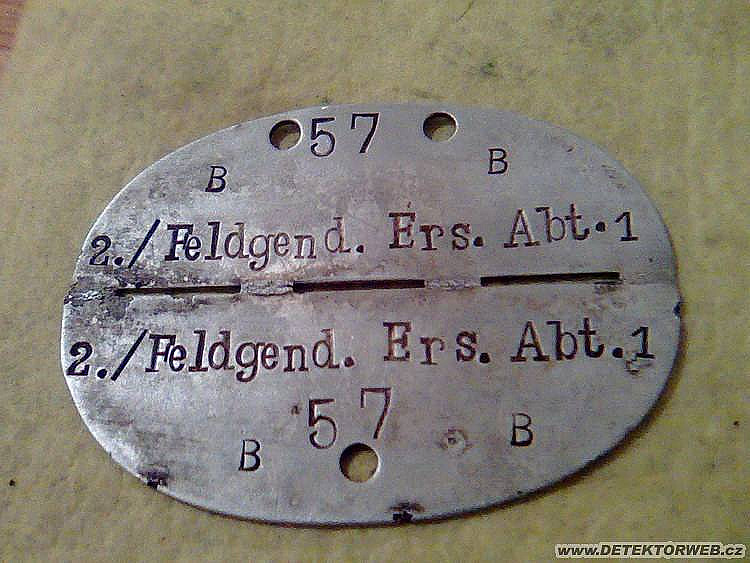 57
B B
2./Feldgend. Ers. Abt. 1
2./Feldgend. Ers. Abt. 1
57
B B
www.DETEKTORWEB.cz